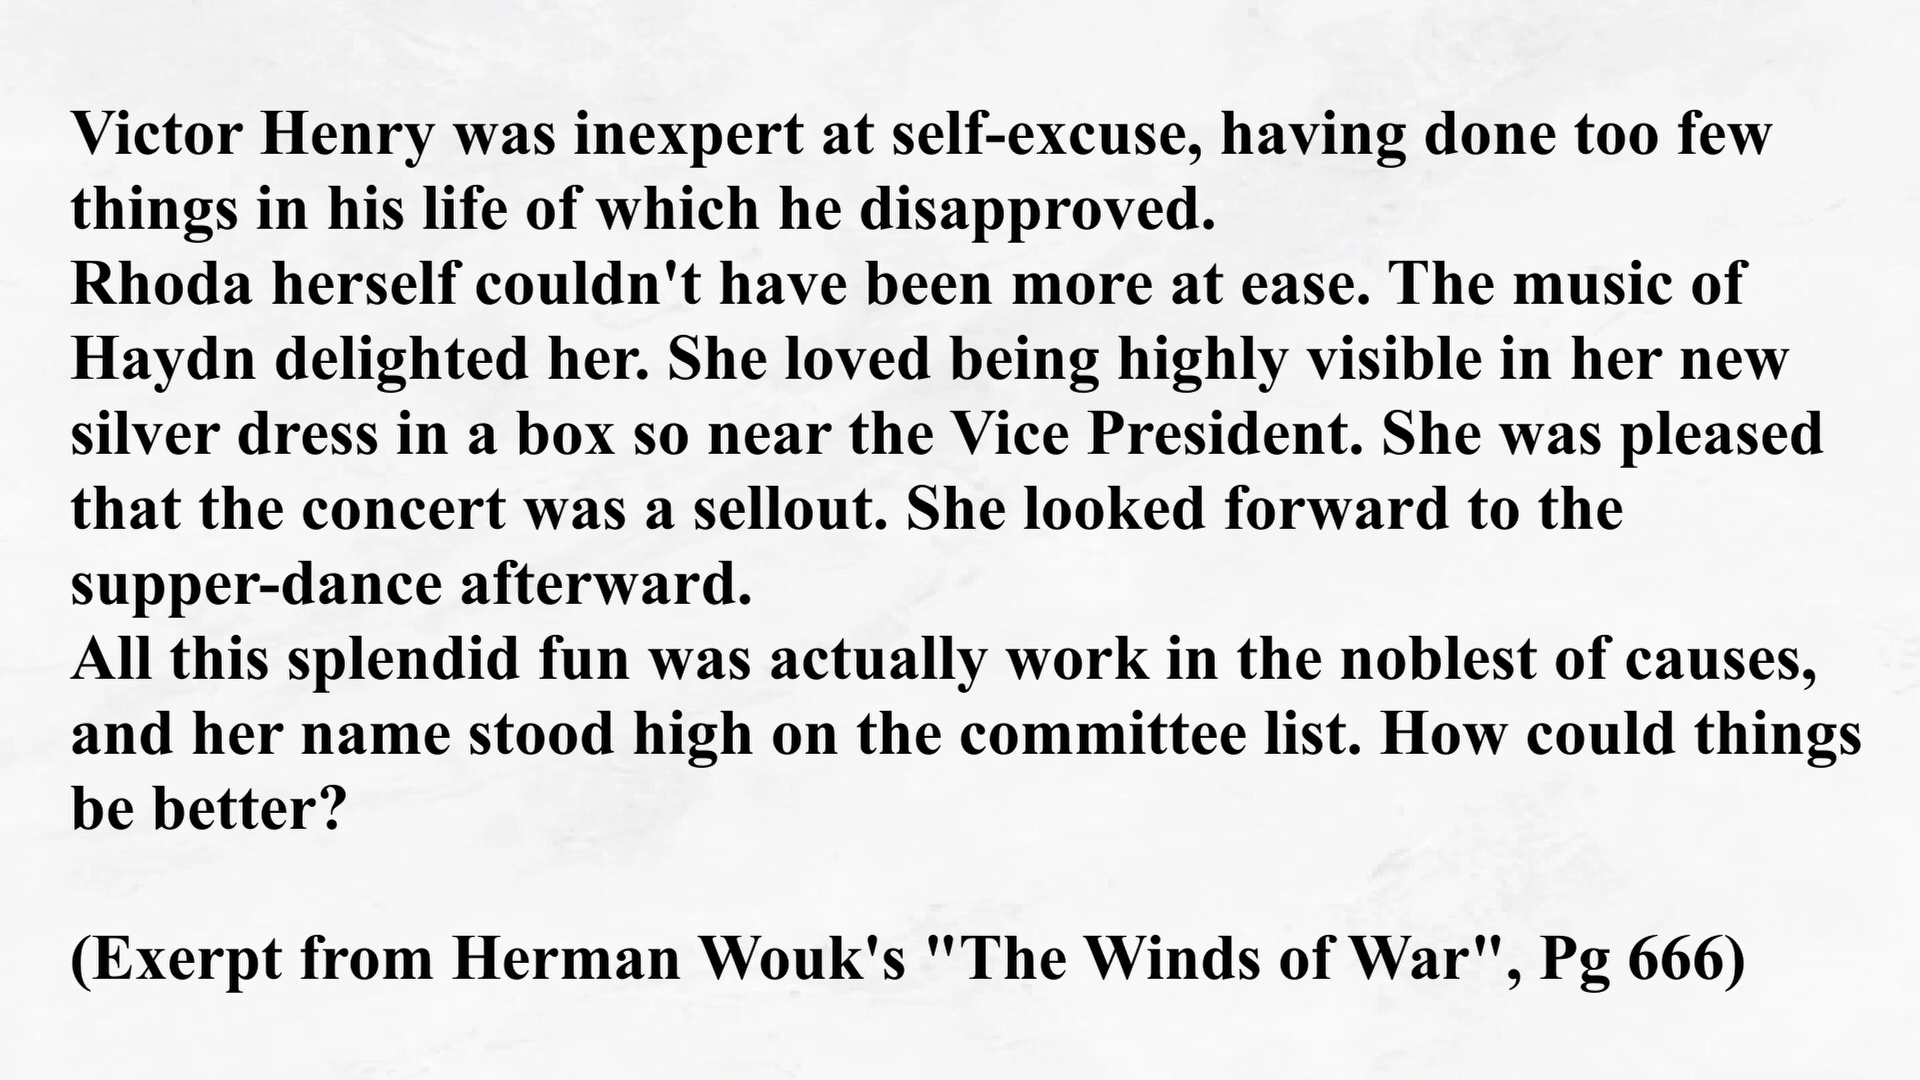 Victor Henry was inexpert at self-excuse, having done too few
things in his life of which he disapproved.
Rhoda herself couldn't have been more at ease. The music of
Haydn delighted her. She loved being highly visible in her new
silver dress in a box so near the Vice President. She was pleased
that the concert was a sellout. She looked forward to the
supper-dance afterward.
All this splendid fun was actually work in the noblest of causes,
and her name stood high on the committee list. How could things
be better?
(Exerpt from Herman Wouk's "The Winds of War", Pg 666)